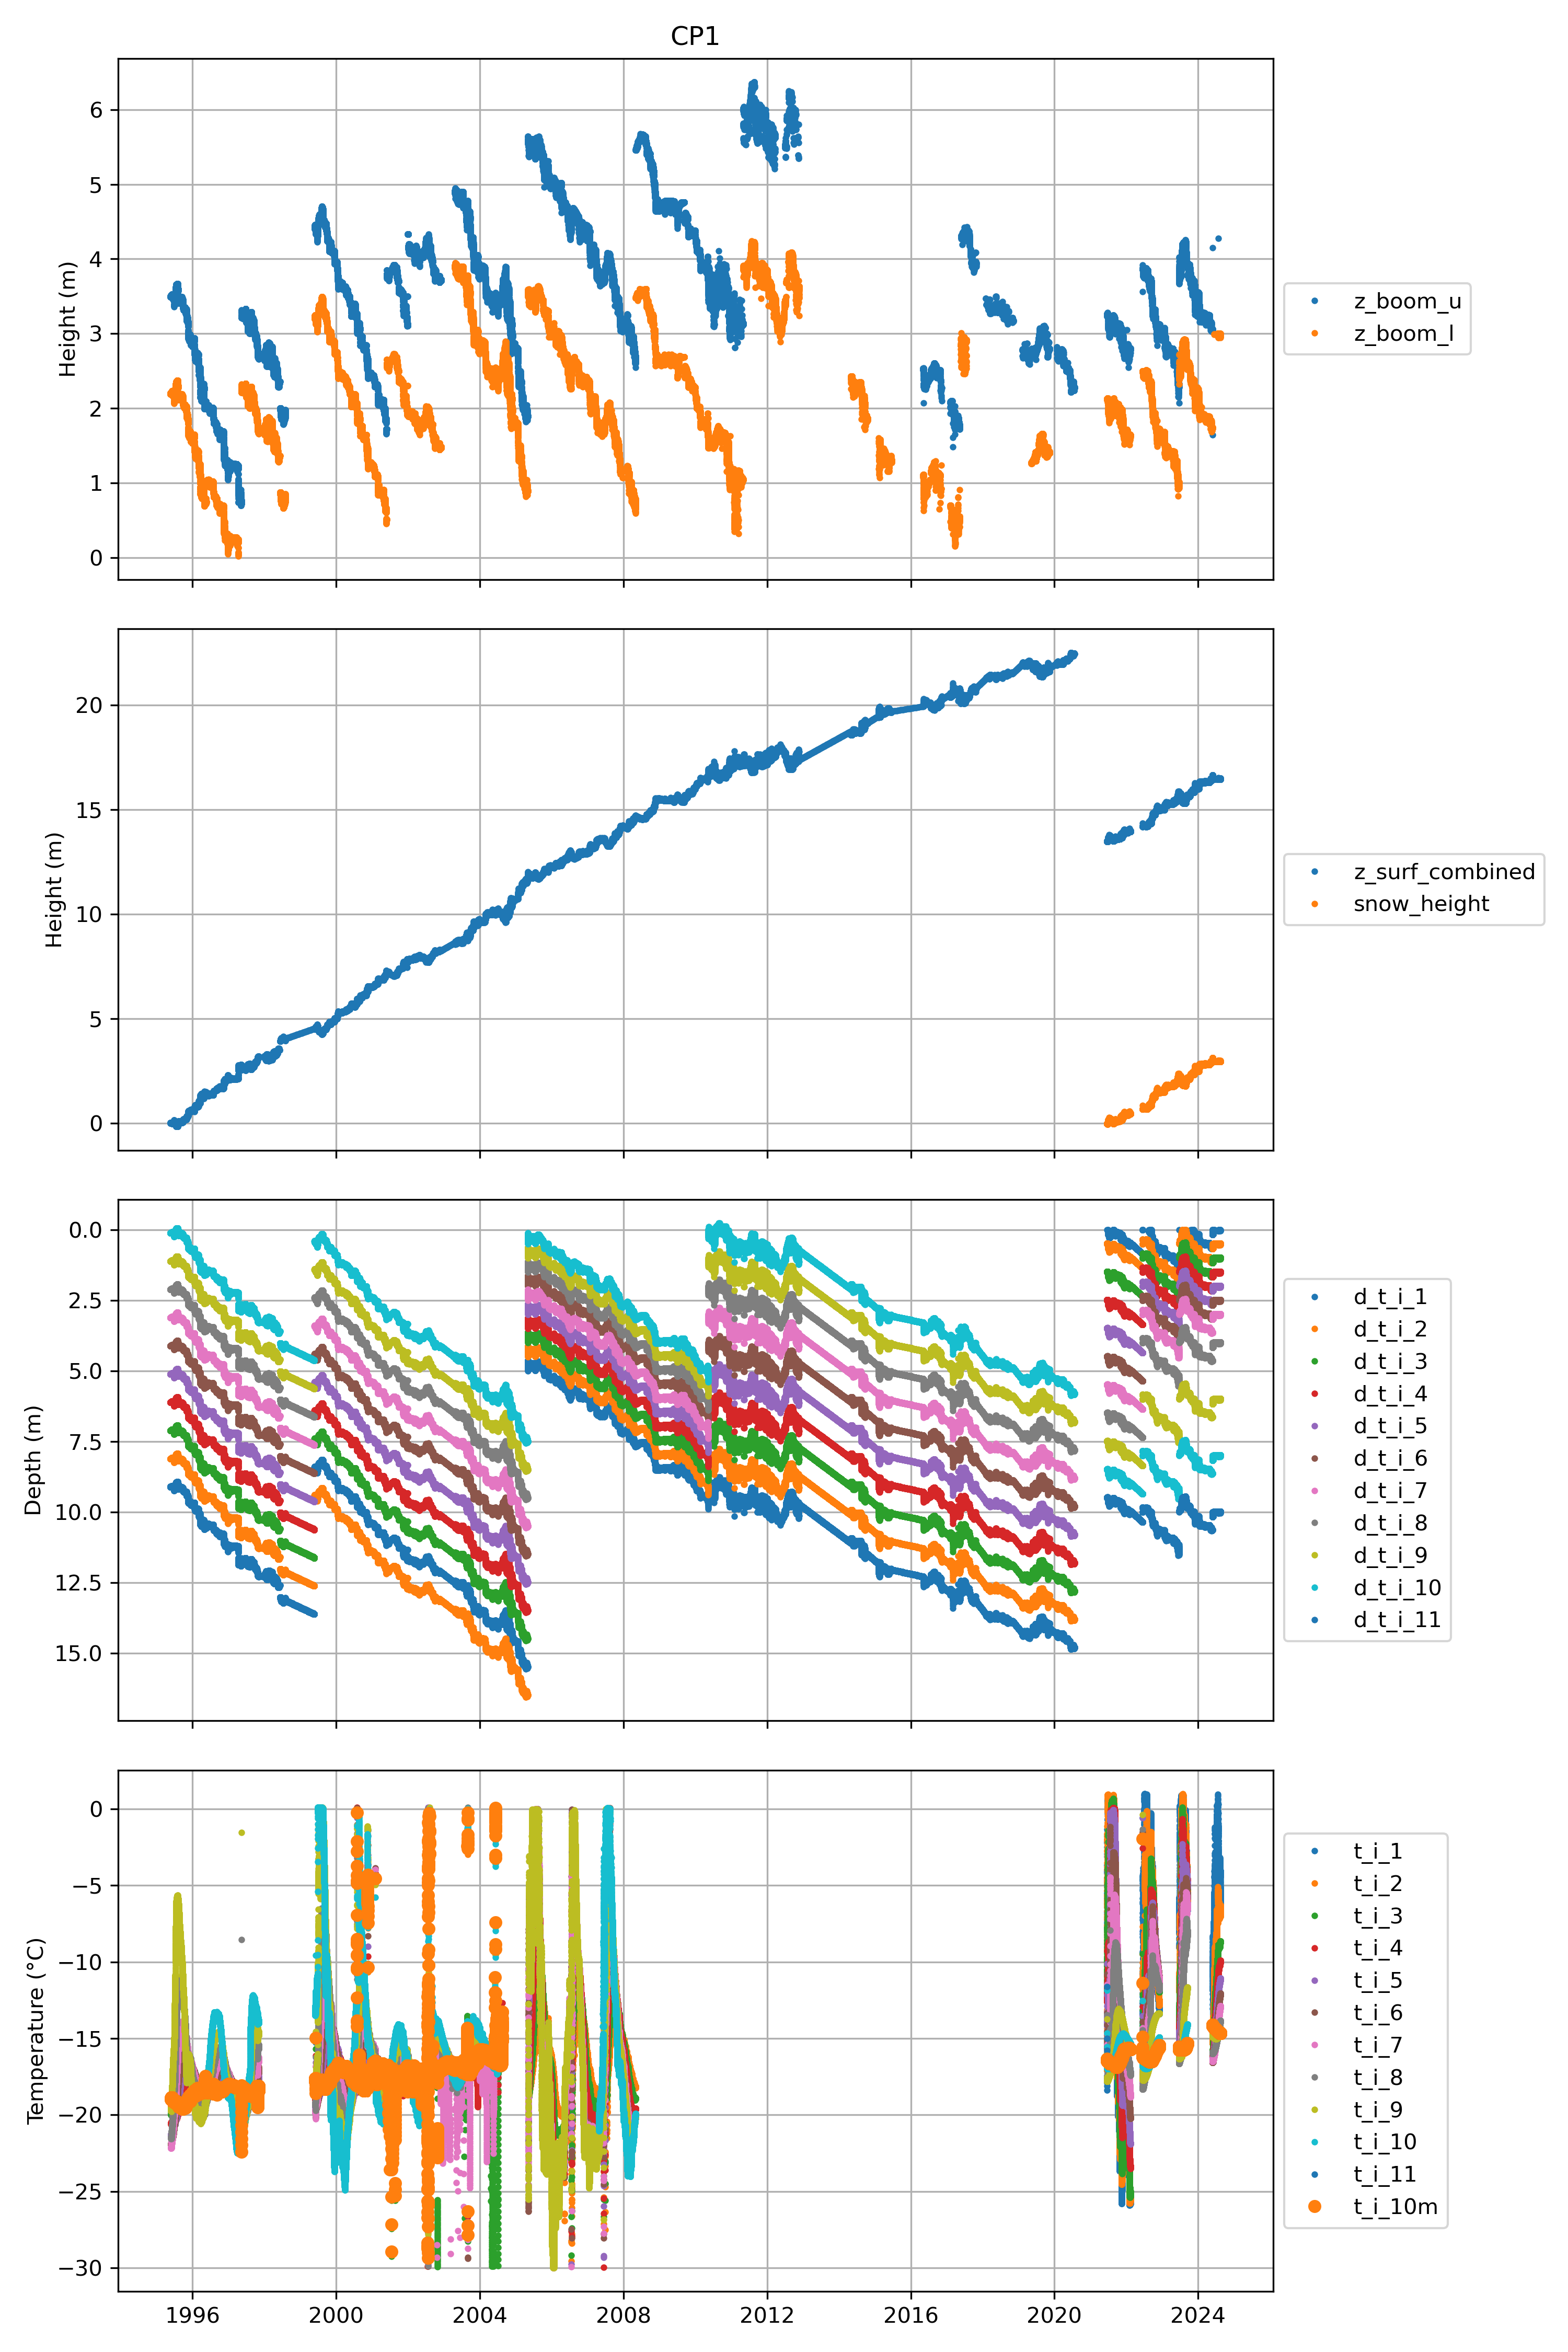 CP1
Height (m)
6
5
4
3
2
1
0
z_boom_u
z_boom_l
Height (m)
20
15
10
5
0
z_surf_combined
snow_height
Depth (m)
0.0
2.5
5.0
7.5
10.0
12.5
15.0
d_t_i_1
d_t_i_2
d_t_i_3
d_t_i_4
d_t_i_5
d_t_i_6
d_t_i_7
d_t_i_8
d_t_i_9
d_t_i_10
d_t_i_11
Temperature (°C)
0
−5
−10
−15
−20
−25
−30
t_i_1
t_i_2
t_i_3
t_i_4
t_i_5
t_i_6
t_i_7
t_i_8
t_i_9
t_i_10
t_i_11
t_i_10m
1996 2000 2004 2008 2012 2016 2020 2024